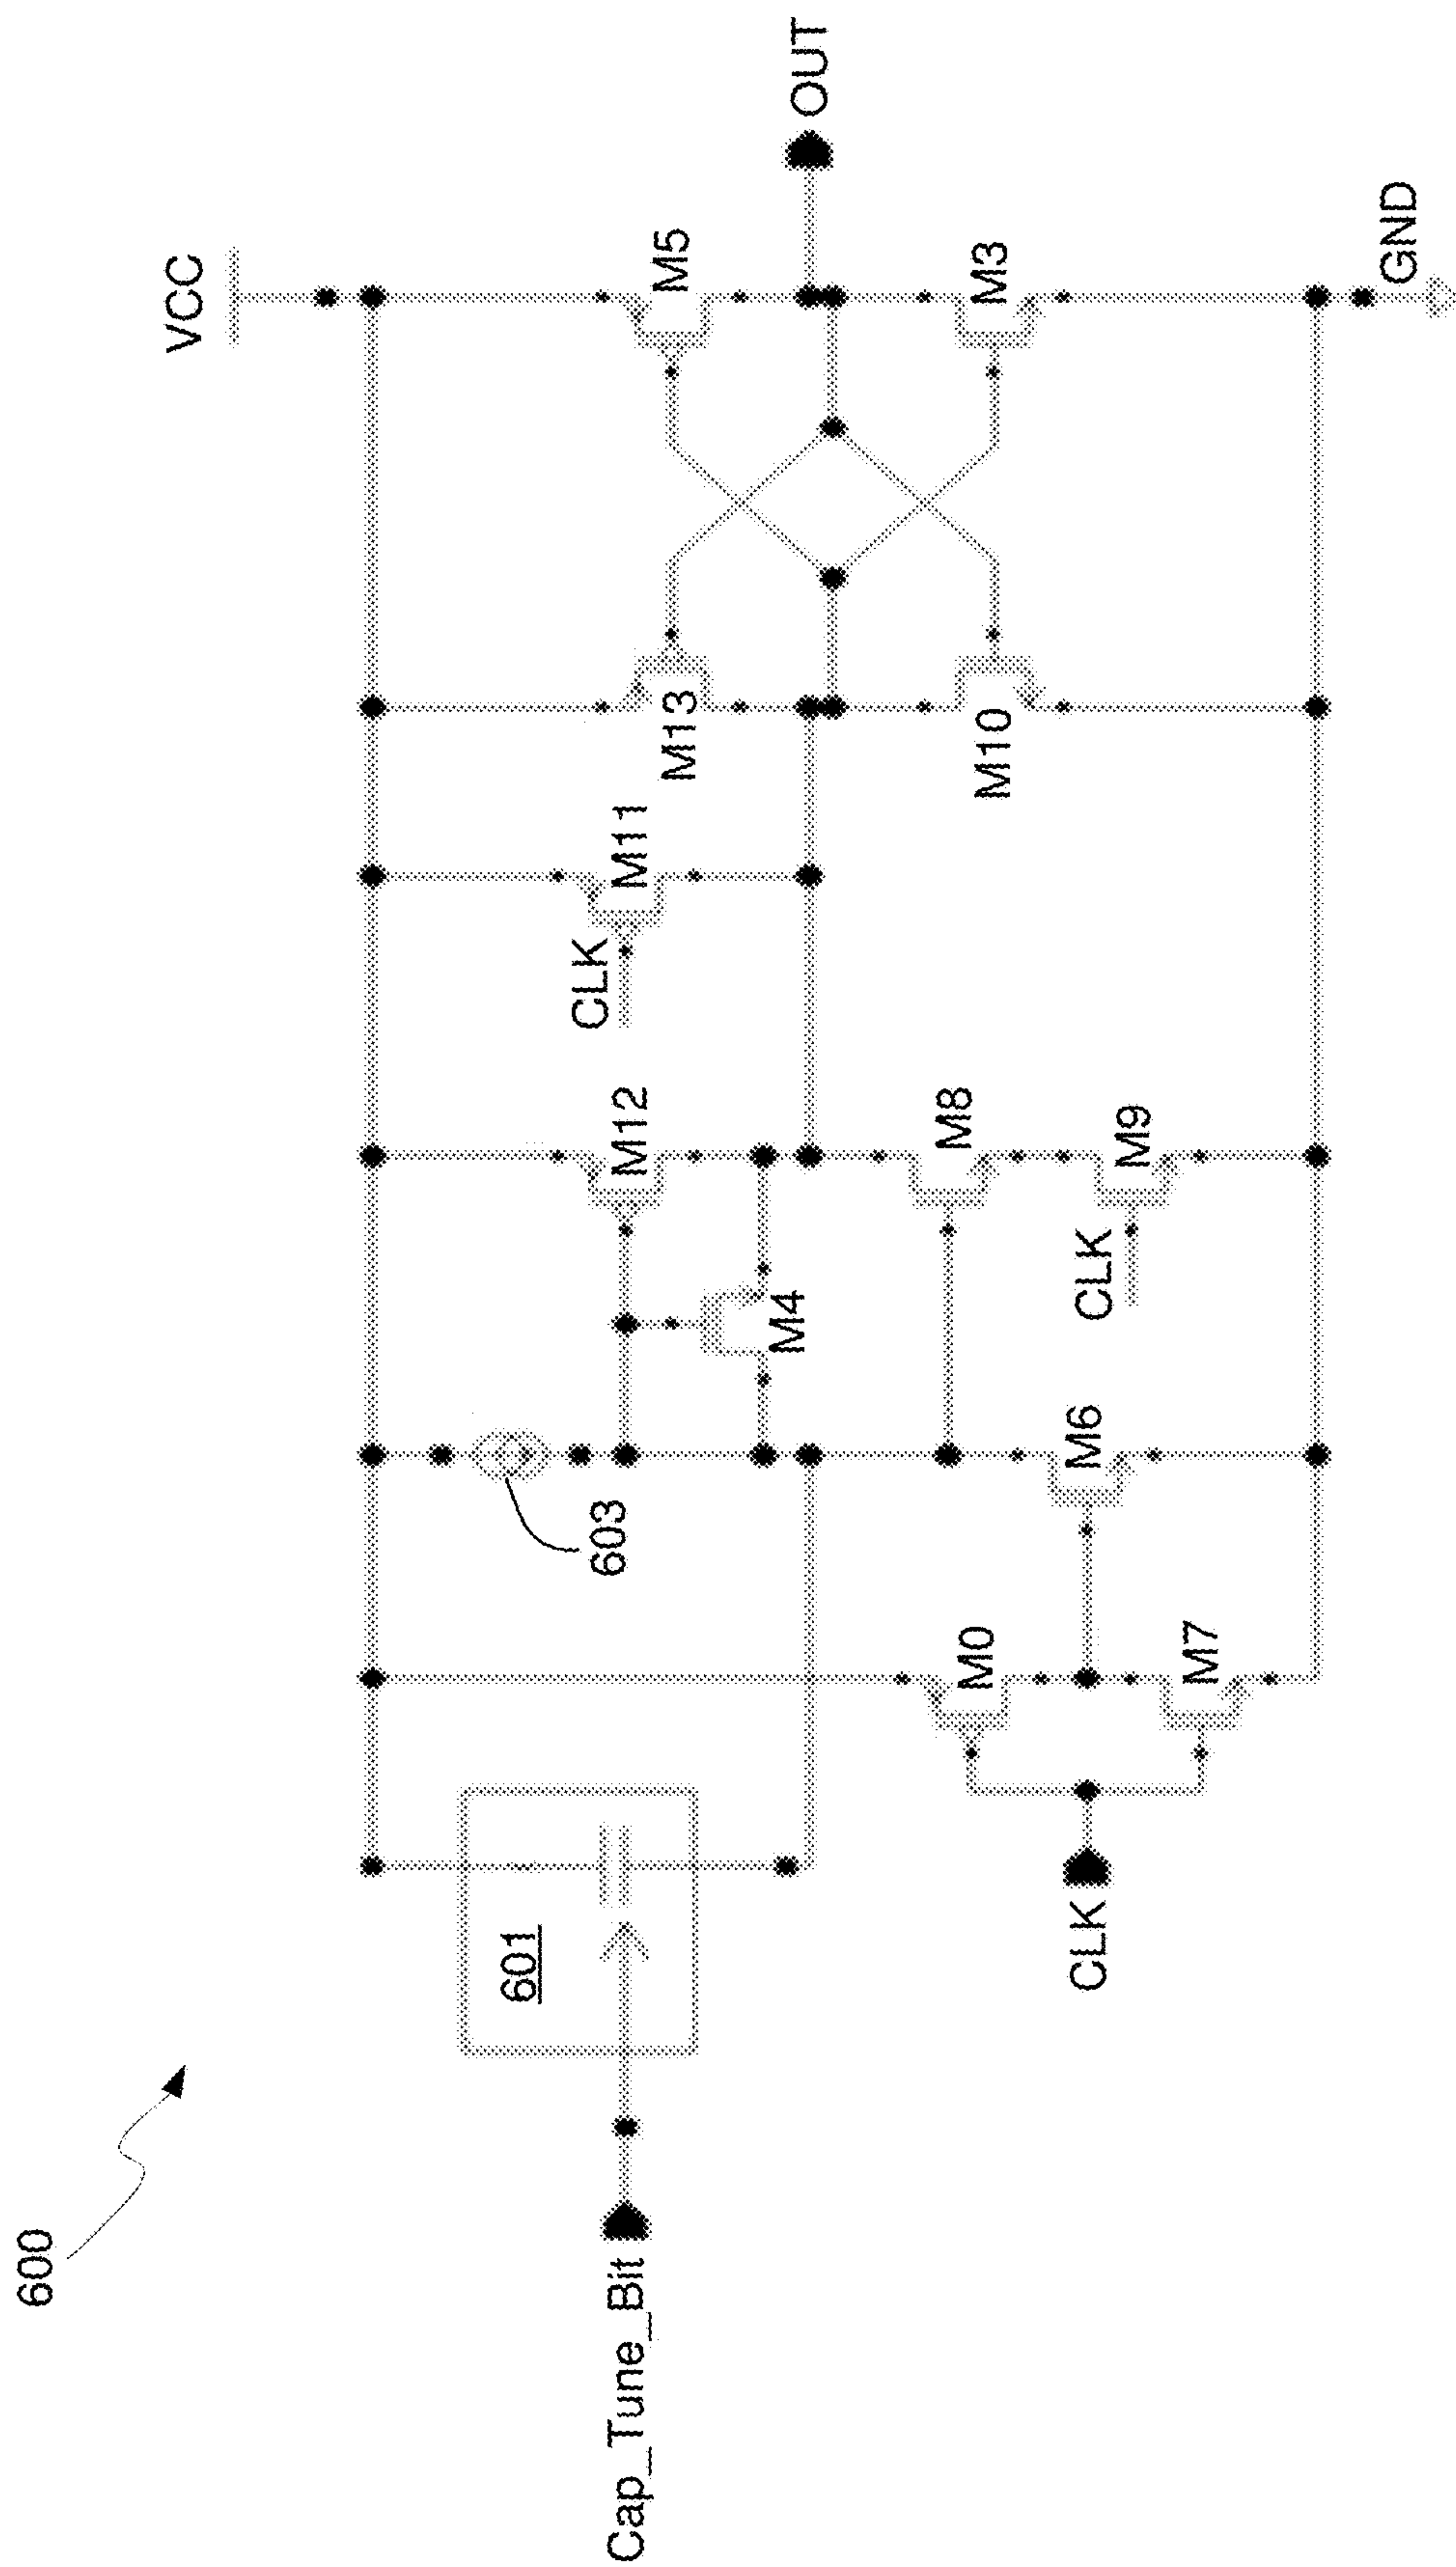 600
Cap_Tune_Bit
601
CLK
M0
M7
603
M6
M4
M12
M8
M9
CLK
CLK
M11
M13
M10
VCC
M5
M3
OUT
GND